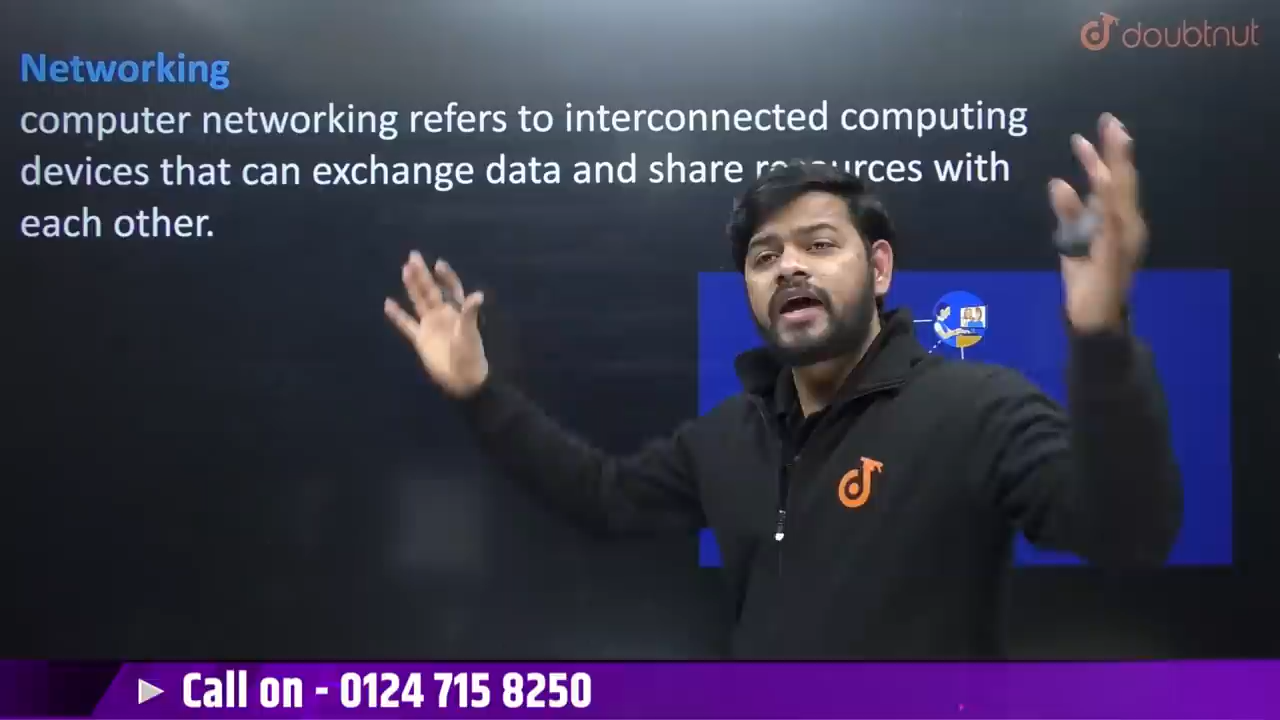 doubtnut
Networking
computer networking refers to interconnected computing
devices that can exchange data and share resources with
each other.
Call on - 0124 715 8250